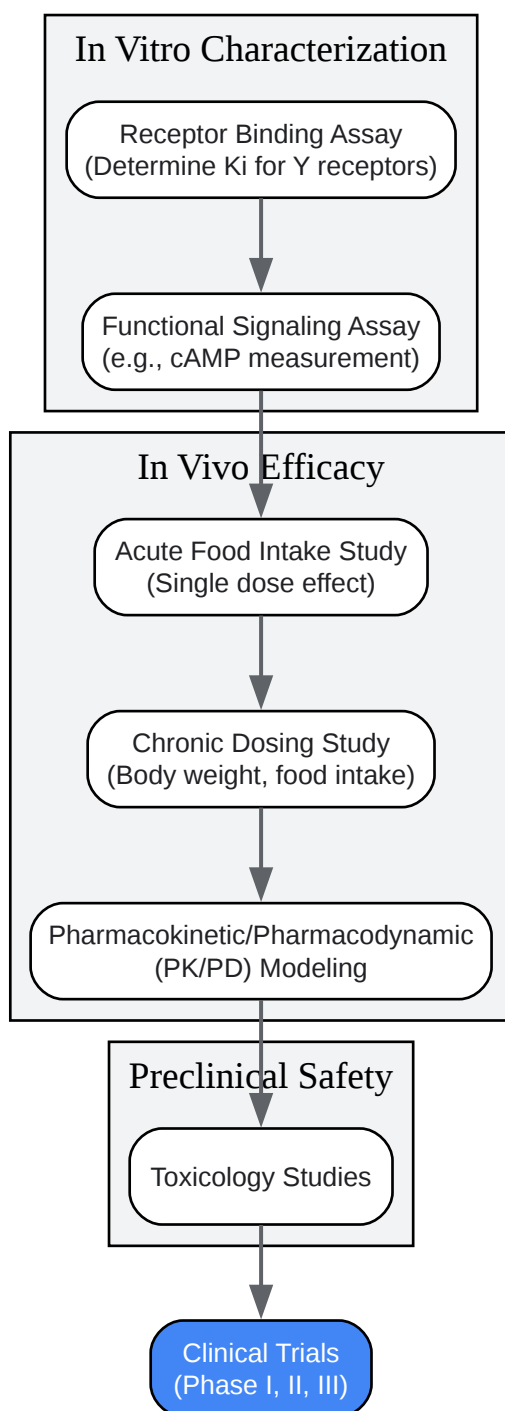 In Vitro Characterization
Receptor Binding Assay
(Determine Ki for Y receptors)
Functional Signaling Assay
(e.g., cAMP measurement)
In Vivo Efficacy
Acute Food Intake Study
(Single dose effect)
Chronic Dosing Study
(Body weight, food intake)
Pharmacokinetic/Pharmacodynamic
(PK/PD) Modeling
Preclinical Safety
Toxicology Studies
Clinical Trials
(Phase I, II, III)